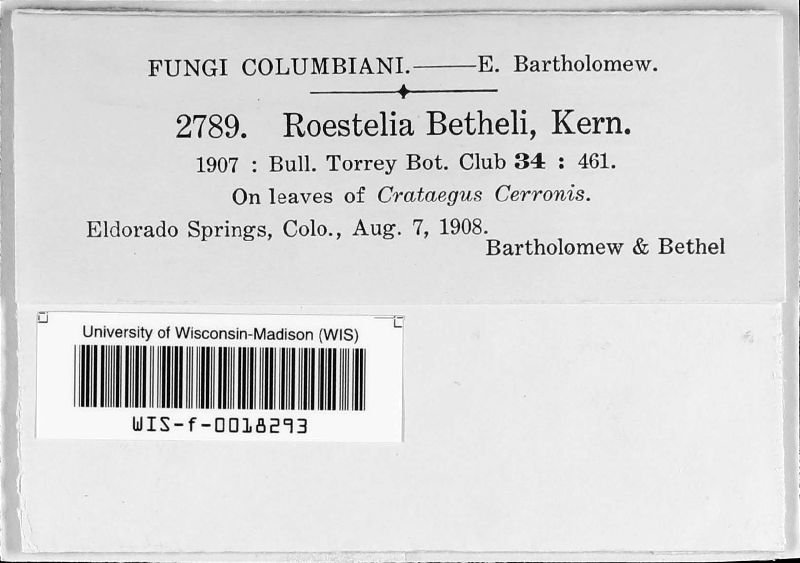 FUNGI COLUMBIANI.——E. Bartholomew.
2789. Roestelia Betheli, Kern.
1907 : Bull. Torrey Bot. Club 34 : 461.
On leaves of Crataegus Cerronis.
Eldorado Springs, Colo., Aug. 7, 1908.
Bartholomew & Bethel
University of Wisconsin-Madison (WIS)
WIS-f-0018293